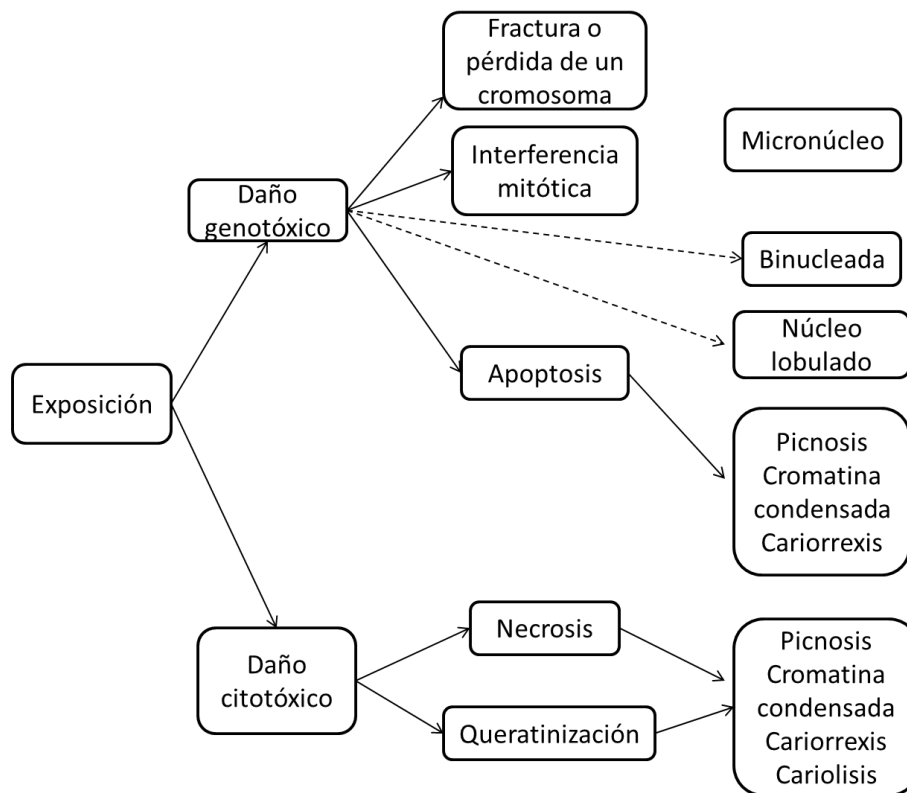 Fractura o
pérdida de un
cromosoma
Micronúcleo
Interferencia
mitótica
Daño
genotóxico
Binucleada
Núcleo
lobulado
Exposición
Apoptosis
Picnosis
Cromatina
condensada
Cariorrexis
Necrosis
Daño
citotóxico
Queratinización
Picnosis
Cromatina
condensada
Cariorrexis
Cariolisis